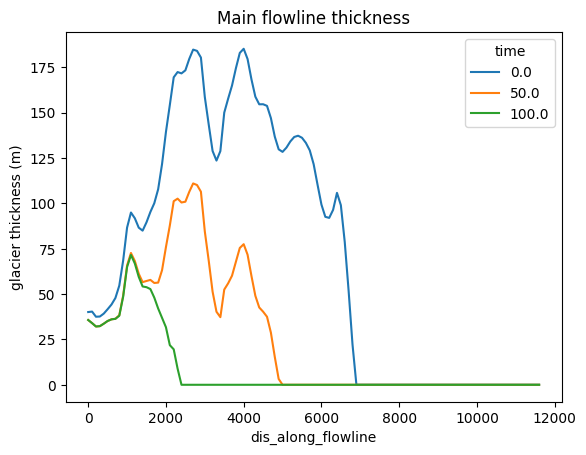 Main flowline thickness
time
0.0
50.0
100.0
glacier thickness (m)
175
150
125
100
75
50
25
0
0 2000 4000 6000 8000 10000 12000
dis_along_flowline